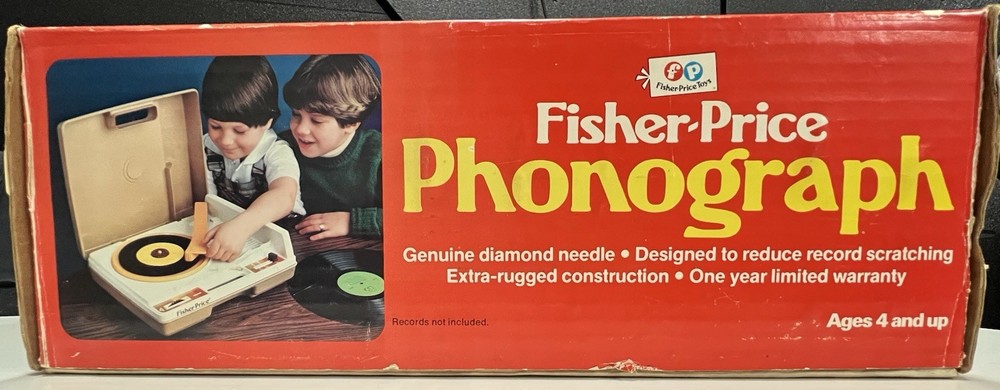 fp
Fisher-Price Toys
Fisher-Price
Phonograph
Genuine diamond needle • Designed to reduce record scratching
Extra-rugged construction • One year limited warranty
Fisher-Price
Records not included.
Ages 4 and up